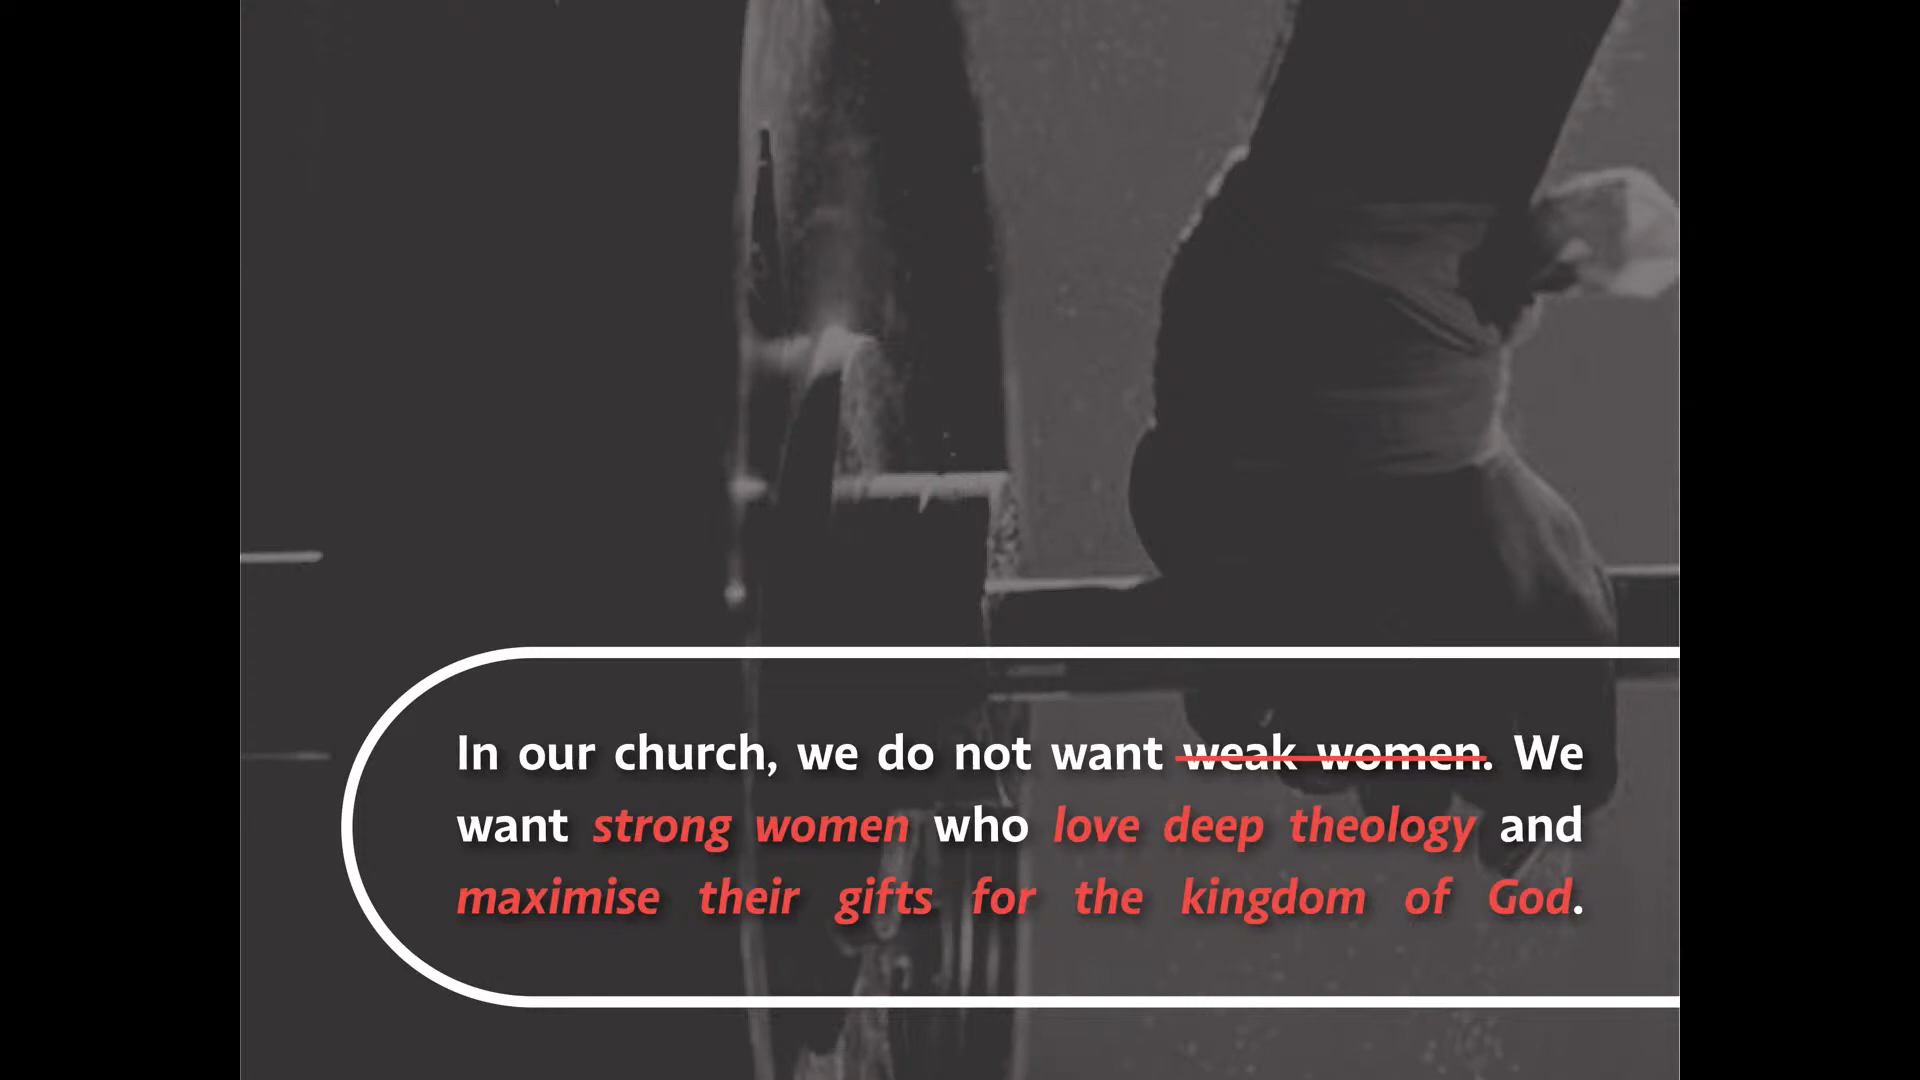 In our church, we do not want weak women. We
want strong women who love deep theology and
maximise their gifts for the kingdom of God.